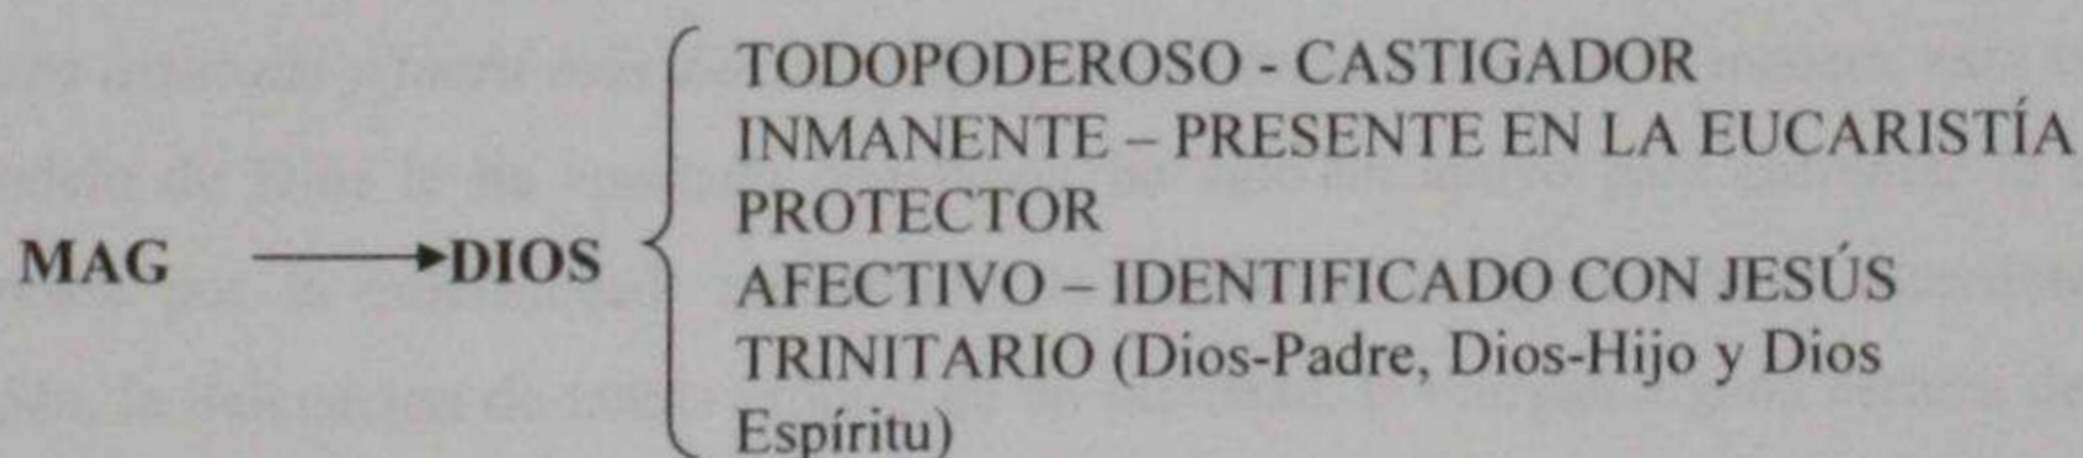 TODOPODEROSO - CASTIGADOR
INMANENTE – PRESENTE EN LA EUCARISTÍA
PROTECTOR
MAG DIOS
AFECTIVO – IDENTIFICADO CON JESÚS
TRINITARIO (Dios-Padre, Dios-Hijo y Dios
Espíritu)